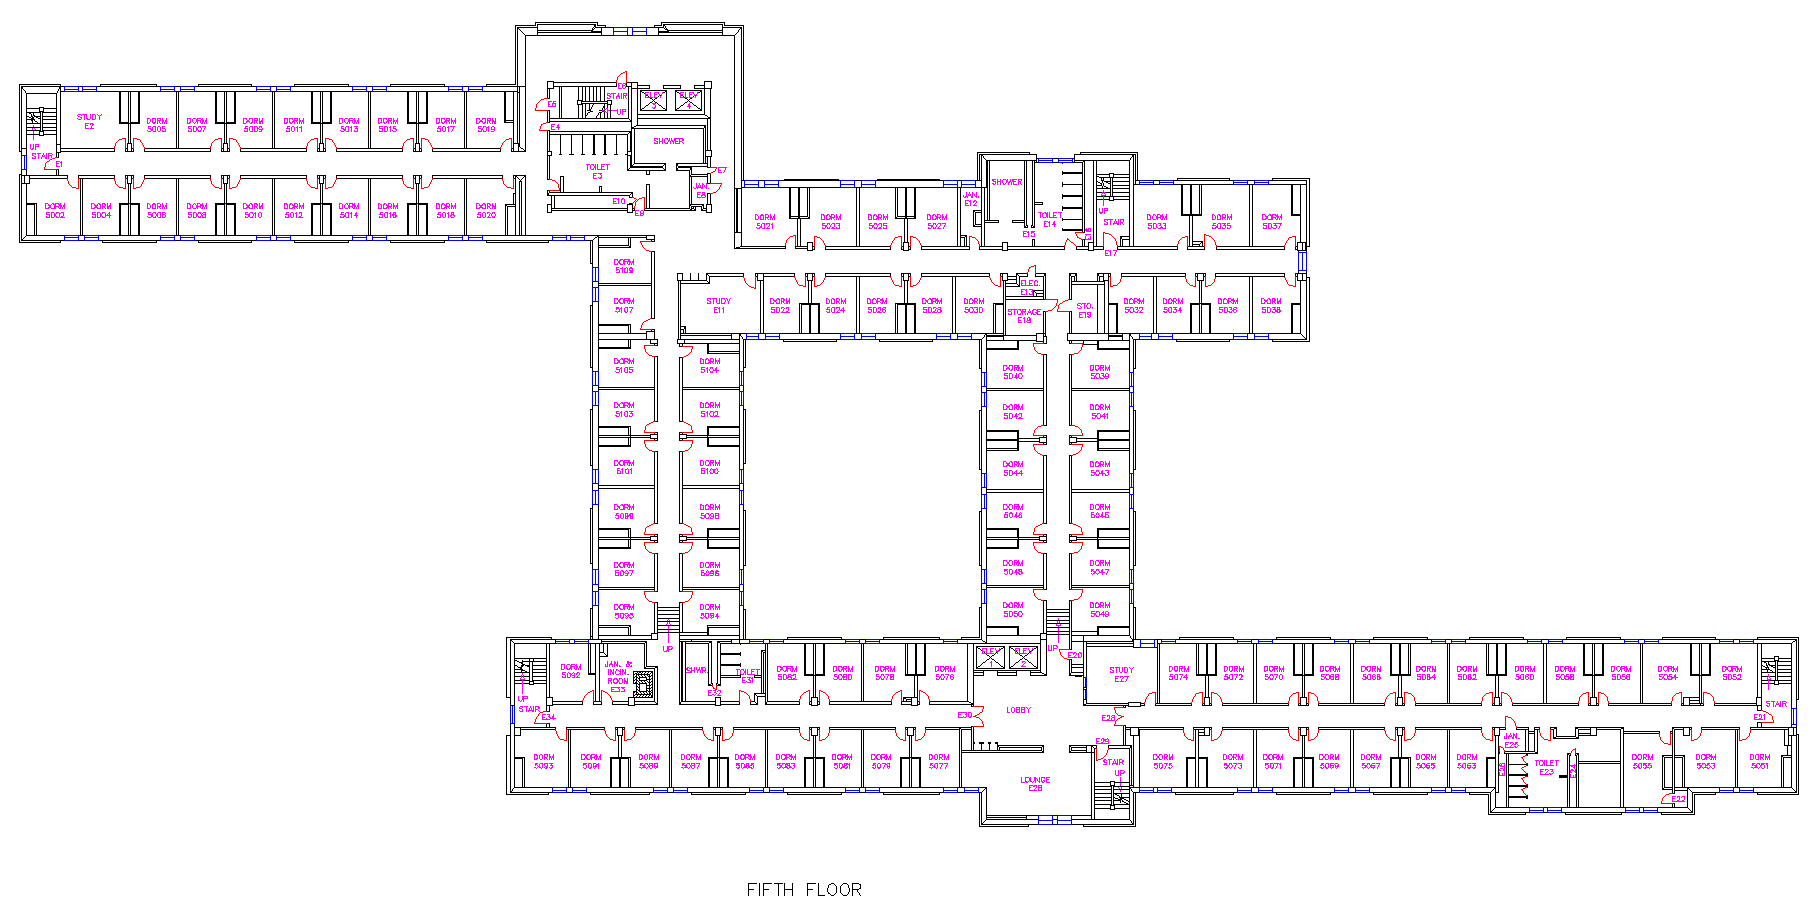 E6
STAIR
UP
E5
E4
ELEV
3
ELEV
4
STUDY
E2
DORM
5005
DORM
5007
DORM
5009
DORM
5011
DORM
5013
DORM
5015
DORM
5017
DORM
5019
UP
STAIR
E1
SHOWER
TOILET
E3
E7
JAN.
E8
E10
E9
DORM
5002
DORM
5004
DORM
5006
DORM
5008
DORM
5010
DORM
5012
DORM
5014
DORM
5016
DORM
5018
DORM
5020
DORM
5021
DORM
5023
DORM
5025
DORM
5027
JAN.
E12
SHOWER
E15
TOILET
E14
E16
UP
STAIR
E17
DORM
5033
DORM
5035
DORM
5037
DORM
5109
DORM
5107
STUDY
E11
DORM
5022
DORM
5024
DORM
5026
DORM
5028
DORM
5030
ELEC.
E13
STORAGE
E18
STO.
E19
DORM
5032
DORM
5034
DORM
5036
DORM
5038
DORM
5105
DORM
5104
DORM
5040
DORM
5039
DORM
5103
DORM
5102
DORM
5042
DORM
5041
DORM
5101
DORM
5100
DORM
5044
DORM
5043
DORM
5099
DORM
5098
DORM
5046
DORM
5045
DORM
5097
DORM
5096
DORM
5048
DORM
5047
DORM
5095
DORM
5094
DORM
5050
DORM
5049
UP
UP
E20
UP
STAIR
E34
DORM
5092
JAN. &
INCIN.
ROOM
E33
SHWR.
E32
TOILET
E31
DORM
5082
DORM
5080
DORM
5078
DORM
5076
ELEV
1
ELEV
2
LOBBY
E30
E28
E29
STUDY
E27
DORM
5074
DORM
5072
DORM
5070
DORM
5068
DORM
5066
DORM
5064
DORM
5062
DORM
5060
DORM
5058
DORM
5056
DORM
5054
DORM
5052
UP
STAIR
E21
DORM
5093
DORM
5091
DORM
5089
DORM
5087
DORM
5085
DORM
5083
DORM
5081
DORM
5079
DORM
5077
LOUNGE
E28
STAIR
UP
DORM
5075
DORM
5073
DORM
5071
DORM
5069
DORM
5067
DORM
5065
DORM
5063
JAN.
E25
E26
TOILET
E23
E24
DORM
5055
DORM
5053
DORM
5051
E22
FIFTH FLOOR